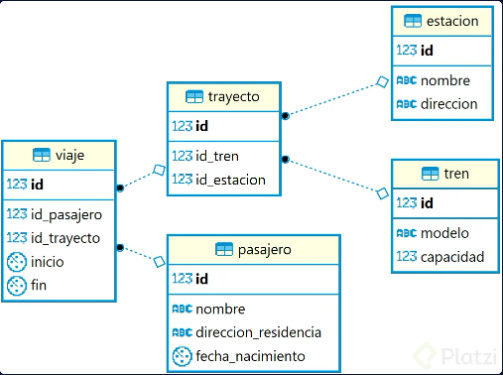 estacion
123 id
ABC nombre
ABC direccion
trayecto
123 id
123 id_tren
123 id_estacion
viaje
123 id
123 id_pasajero
123 id_trayecto
inicio
fin
tren
123 id
ABC modelo
123 capacidad
pasajero
123 id
ABC nombre
ABC direccion_residencia
fecha_nacimiento
Platzi